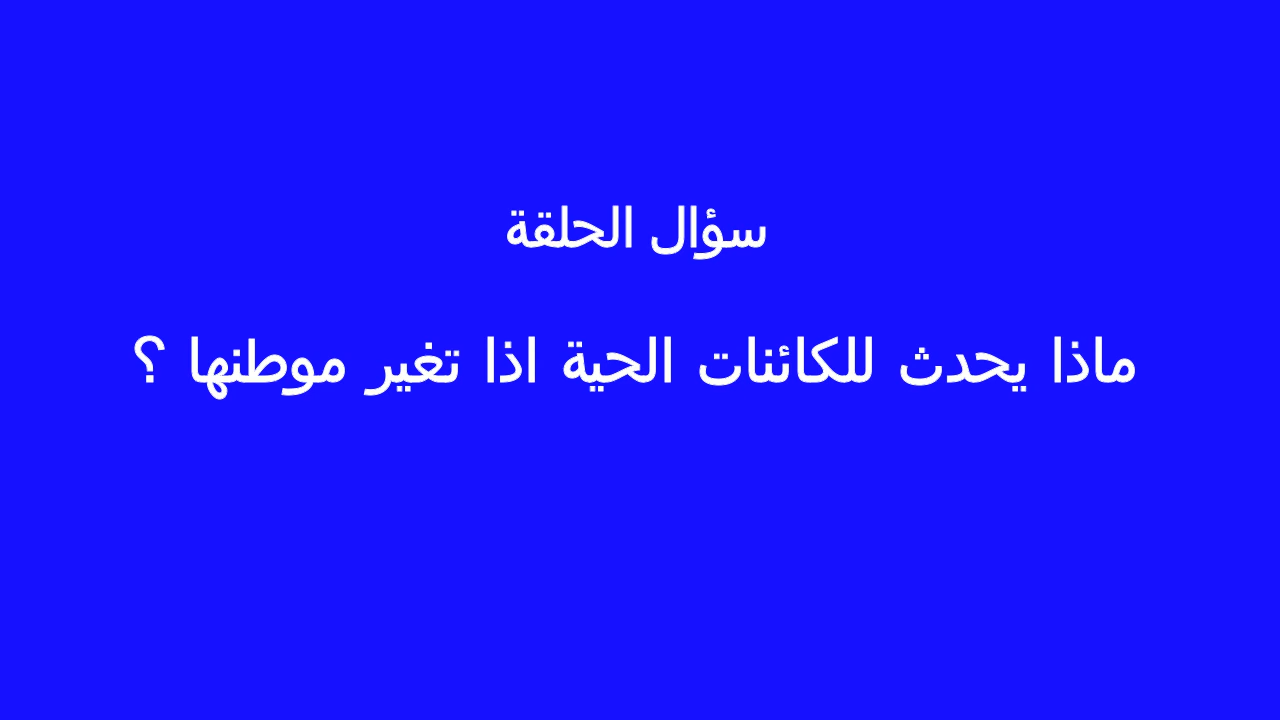 سؤال الحلقة
ماذا يحدث للكائنات الحية اذا تغير موطنها ؟